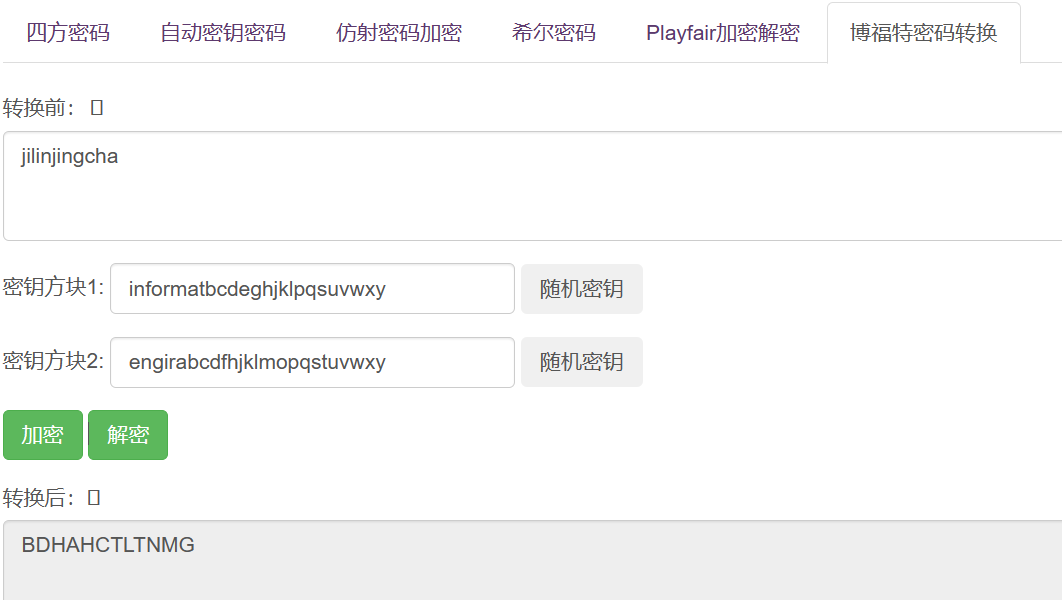 四方密码 自动密钥密码 仿射密码加密 希尔密码 Playfair加密解密 博福特密码转换
转换前：
jilinjingcha
密钥方块1: informatbcdeghjklpqsuvwxy 随机密钥
密钥方块2: engirabcdfhjklmopqstuvwxy 随机密钥
加密 解密
转换后：
BDHAHCTLTNMG